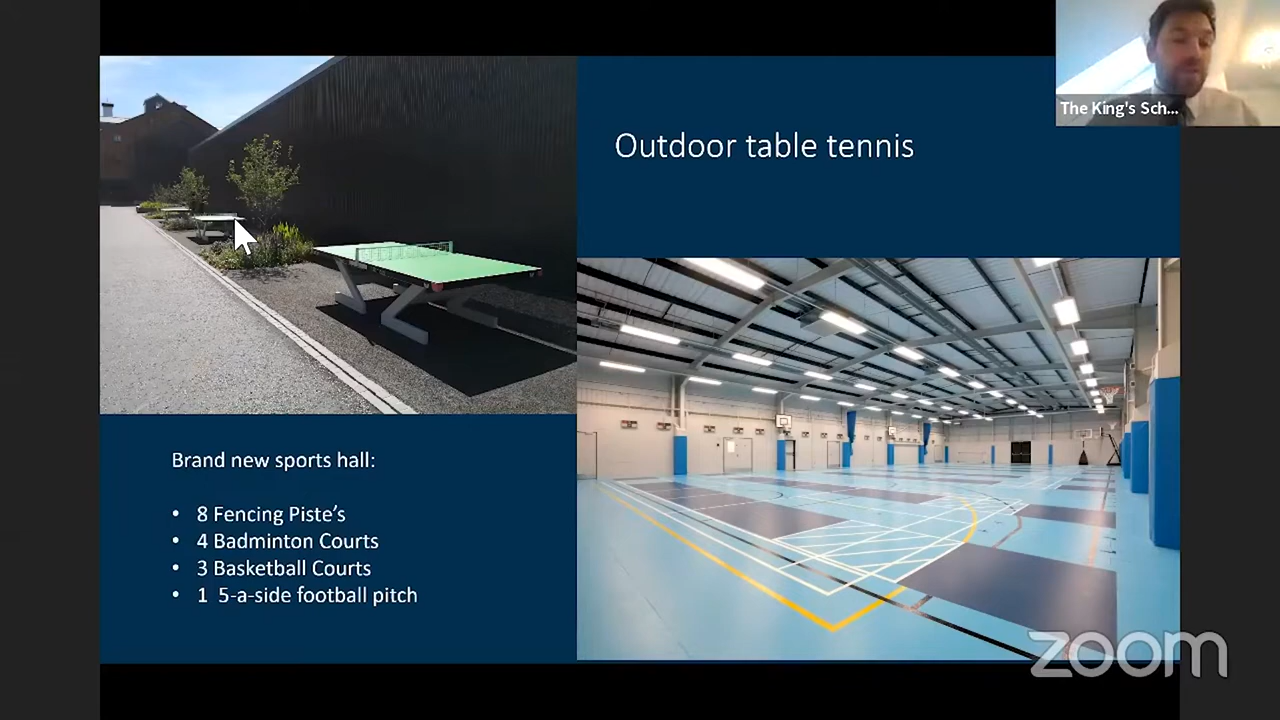 The King's Sch...
Outdoor table tennis
Brand new sports hall:
• 8 Fencing Piste's
• 4 Badminton Courts
• 3 Basketball Courts
• 1 5-a-side football pitch
zoom